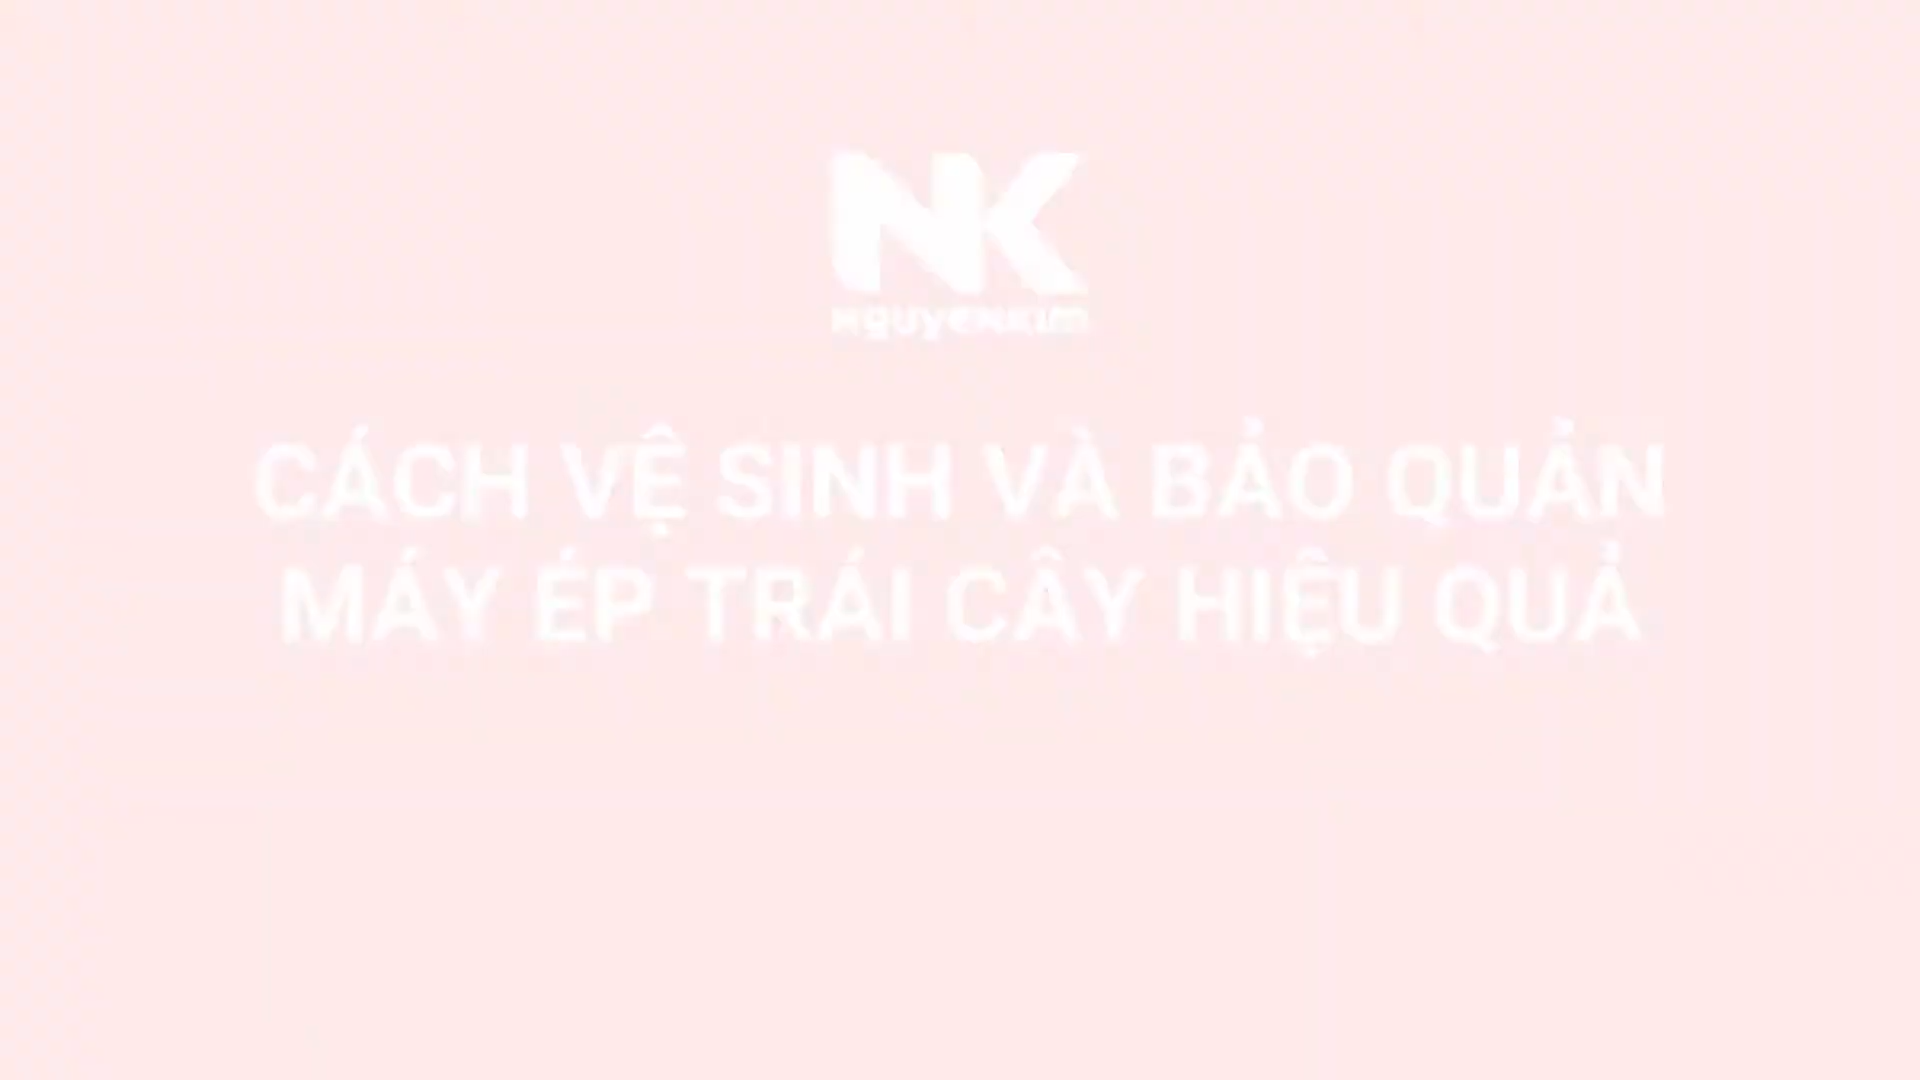 NK
NGUYENKIM
CÁCH VỆ SINH VÀ BẢO QUẢN
MÁY ÉP TRÁI CÂY HIỆU QUẢ